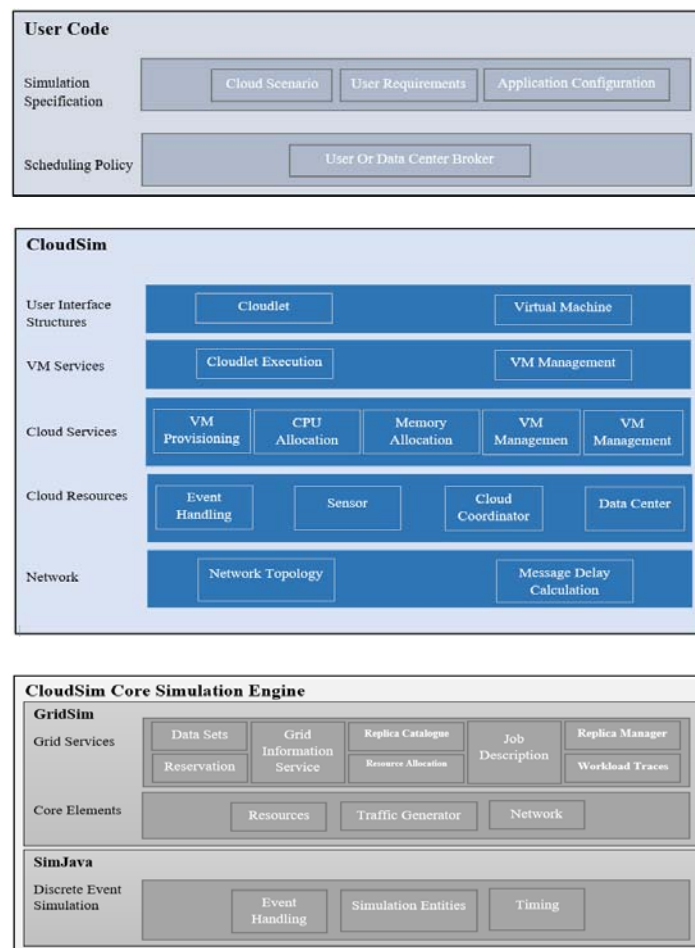 User Code
Simulation
Specification
Cloud Scenario
User Requirements
Application Configuration
Scheduling Policy
User Or Data Center Broker
CloudSim
User Interface
Structures
Cloudlet
Virtual Machine
VM Services
Cloudlet Execution
VM Management
Cloud Services
VM
Provisioning
CPU
Allocation
Memory
Allocation
VM
Managemen
VM
Management
Cloud Resources
Event
Handling
Sensor
Cloud
Coordinator
Data Center
Network
Network Topology
Message Delay
Calculation
CloudSim Core Simulation Engine
GridSim
Grid Services
Data Sets
Reservation
Grid
Information
Service
Replica Catalogue
Resource Allocation
Job
Description
Replica Manager
Workload Traces
Core Elements
Resources
Traffic Generator
Network
SimJava
Discrete Event
Simulation
Event
Handling
Simulation Entities
Timing